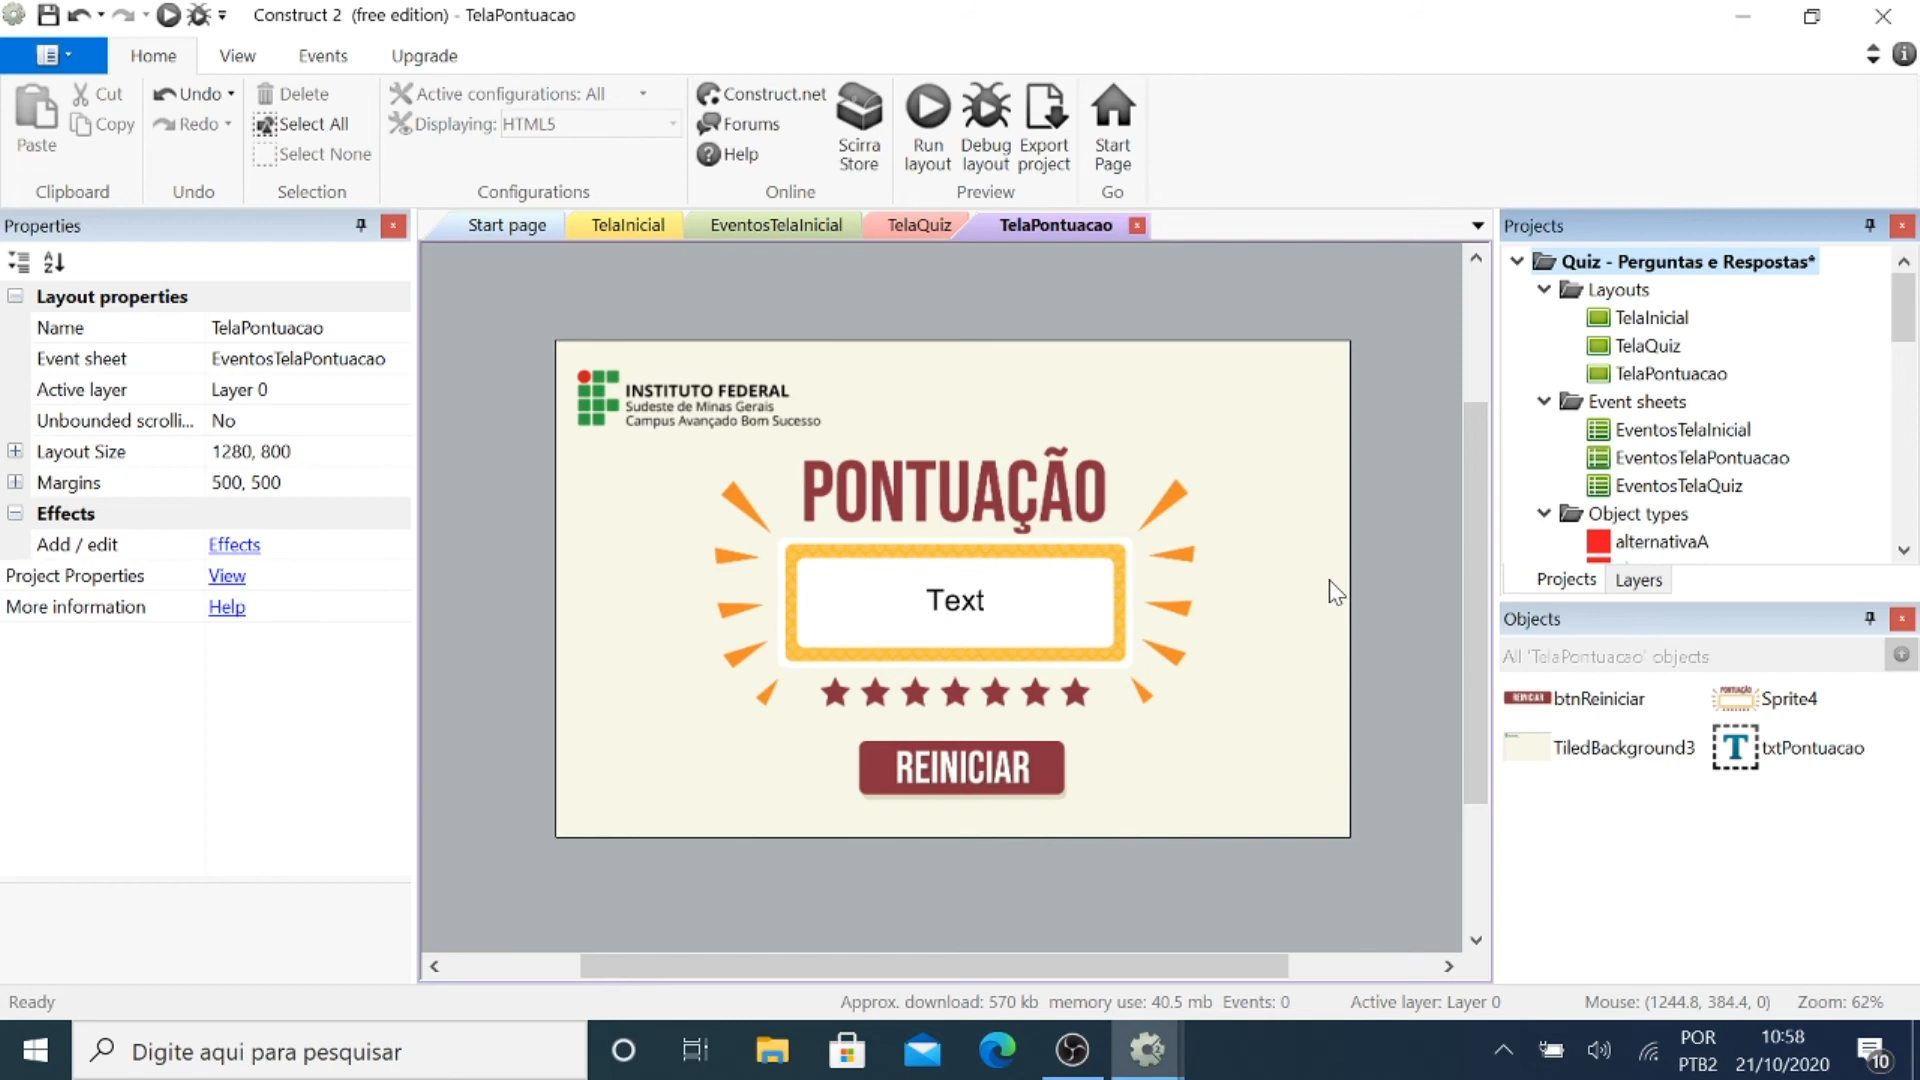 Construct 2 (free edition) - TelaPontuacao
Home View Events Upgrade
Paste
Cut
Copy
Clipboard
Undo
Redo
Undo
Delete
Select All
Select None
Selection
Active configurations: All
Displaying: HTML5
Configurations
Construct.net
Forums
Help
Scirra
Store
Online
Run
layout
Debug
layout
Export
project
Preview
Start
Page
Go
Properties
Layout properties
Name TelaPontuacao
Event sheet EventosTelaPontuacao
Active layer Layer 0
Unbounded scrolli... No
Layout Size 1280, 800
Margins 500, 500
Effects
Add / edit Effects
Project Properties View
More information Help
Start page TelaInicial EventosTelaInicial TelaQuiz TelaPontuacao
INSTITUTO FEDERAL
Sudeste de Minas Gerais
Campus Avançado Bom Sucesso
PONTUAÇÃO
Text
REINICIAR
Projects
Quiz - Perguntas e Respostas*
Layouts
TelaInicial
TelaQuiz
TelaPontuacao
Event sheets
EventosTelaInicial
EventosTelaPontuacao
EventosTelaQuiz
Object types
alternativaA
Projects Layers
Objects
All 'TelaPontuacao' objects
REINICIAR btnReiniciar
PONTUAÇÃO Sprite4
TiledBackground3
T txtPontuacao
Ready
Approx. download: 570 kb memory use: 40.5 mb Events: 0 Active layer: Layer 0 Mouse: (1244.8, 384.4, 0) Zoom: 62%
Digite aqui para pesquisar
POR
PTB2
10:58
21/10/2020
10